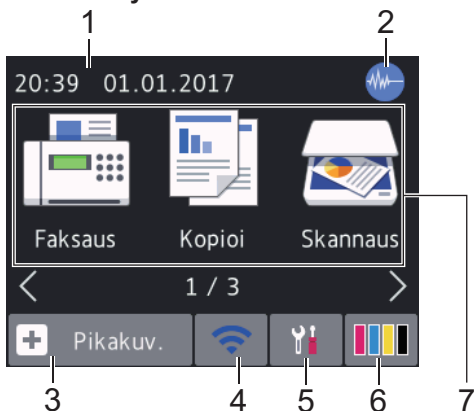 1 2
20:39 01.01.2017
Faksaus Kopioi Skannaus
1 / 3
Pikakuv.
3 4 5 6 7